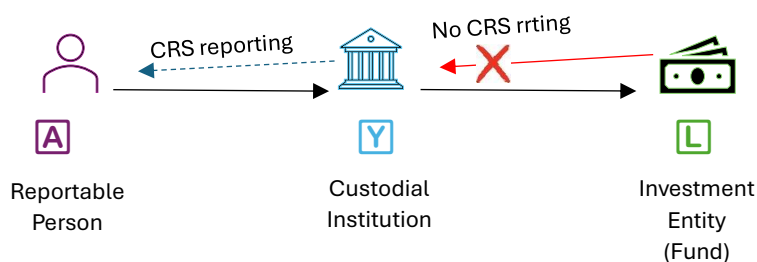 CRS reporting
No CRS rrting
A
Y
L
Reportable
Person
Custodial
Institution
Investment
Entity
(Fund)